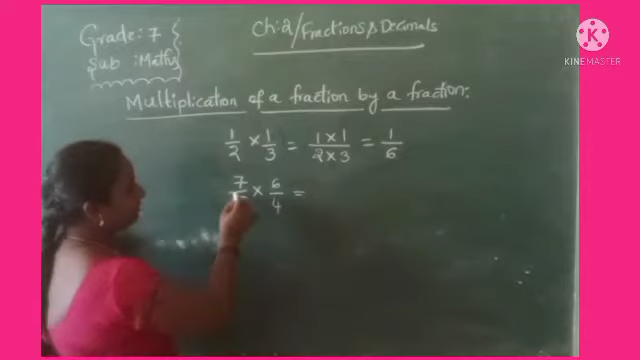 Grade: 7
Sub : Maths
Ch:2/Fractions & Decimals
Multiplication of a fraction by a fraction:
1/2 × 1/3 = 1×1/2×3 = 1/6
7/ × 6/4 =
K
KINEMASTER